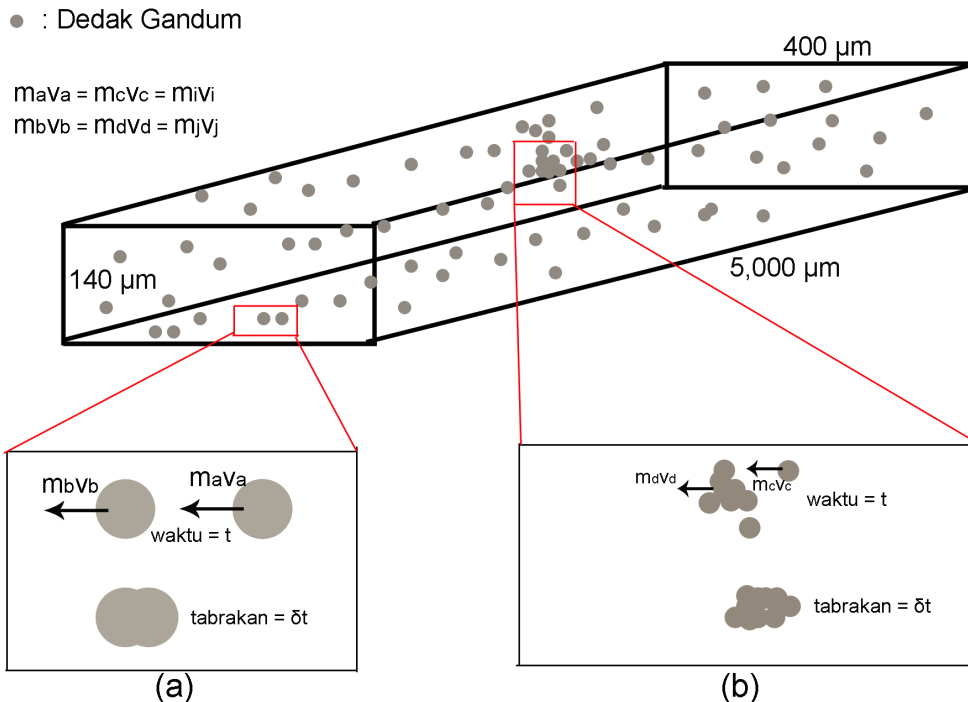 : Dedak Gandum
400 μm
mava = mcvc = mivi
mbvb = mdvd = mjvj
140 μm
5,000 μm
mbvb
mava
waktu = t
tabrakan = δt
(a)
mdvd
mcvc
waktu = t
tabrakan = δt
(b)